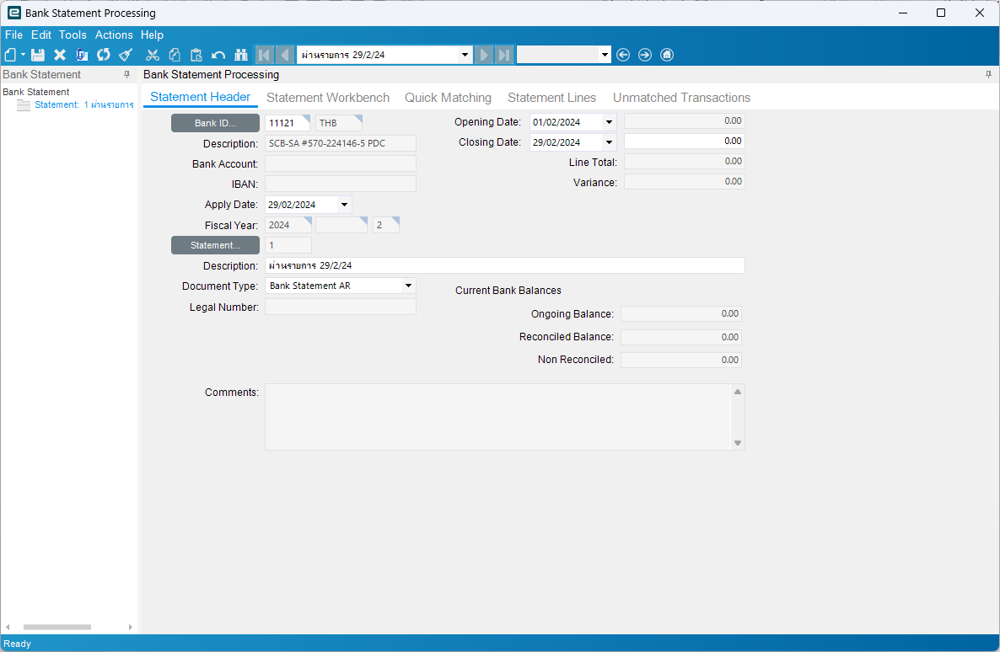 Bank Statement Processing
File Edit Tools Actions Help
ผ่านรายการ 29/2/24
Bank Statement
Bank Statement
Statement: 1 ผ่านรายการ
Bank Statement Processing
Statement Header Statement Workbench Quick Matching Statement Lines Unmatched Transactions
Bank ID... 11121 THB
Description: SCB-SA #570-224146-5 PDC
Bank Account:
IBAN:
Apply Date: 29/02/2024
Fiscal Year: 2024 2
Statement... 1
Description: ผ่านรายการ 29/2/24
Document Type: Bank Statement AR
Legal Number:
Opening Date: 01/02/2024 0.00
Closing Date: 29/02/2024 0.00
Line Total: 0.00
Variance: 0.00
Current Bank Balances
Ongoing Balance: 0.00
Reconciled Balance: 0.00
Non Reconciled: 0.00
Comments:
Ready